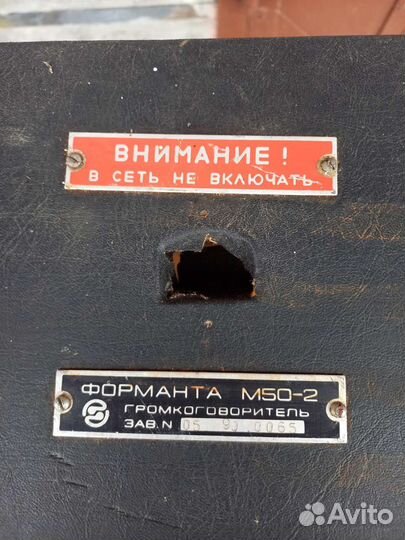 ВНИМАНИЕ !
В СЕТЬ НЕ ВКЛЮЧАТЬ
ФОРМАНТА М50-2
ГРОМКОГОВОРИТЕЛЬ
ЗАВ.N 05 90 0065
Avito